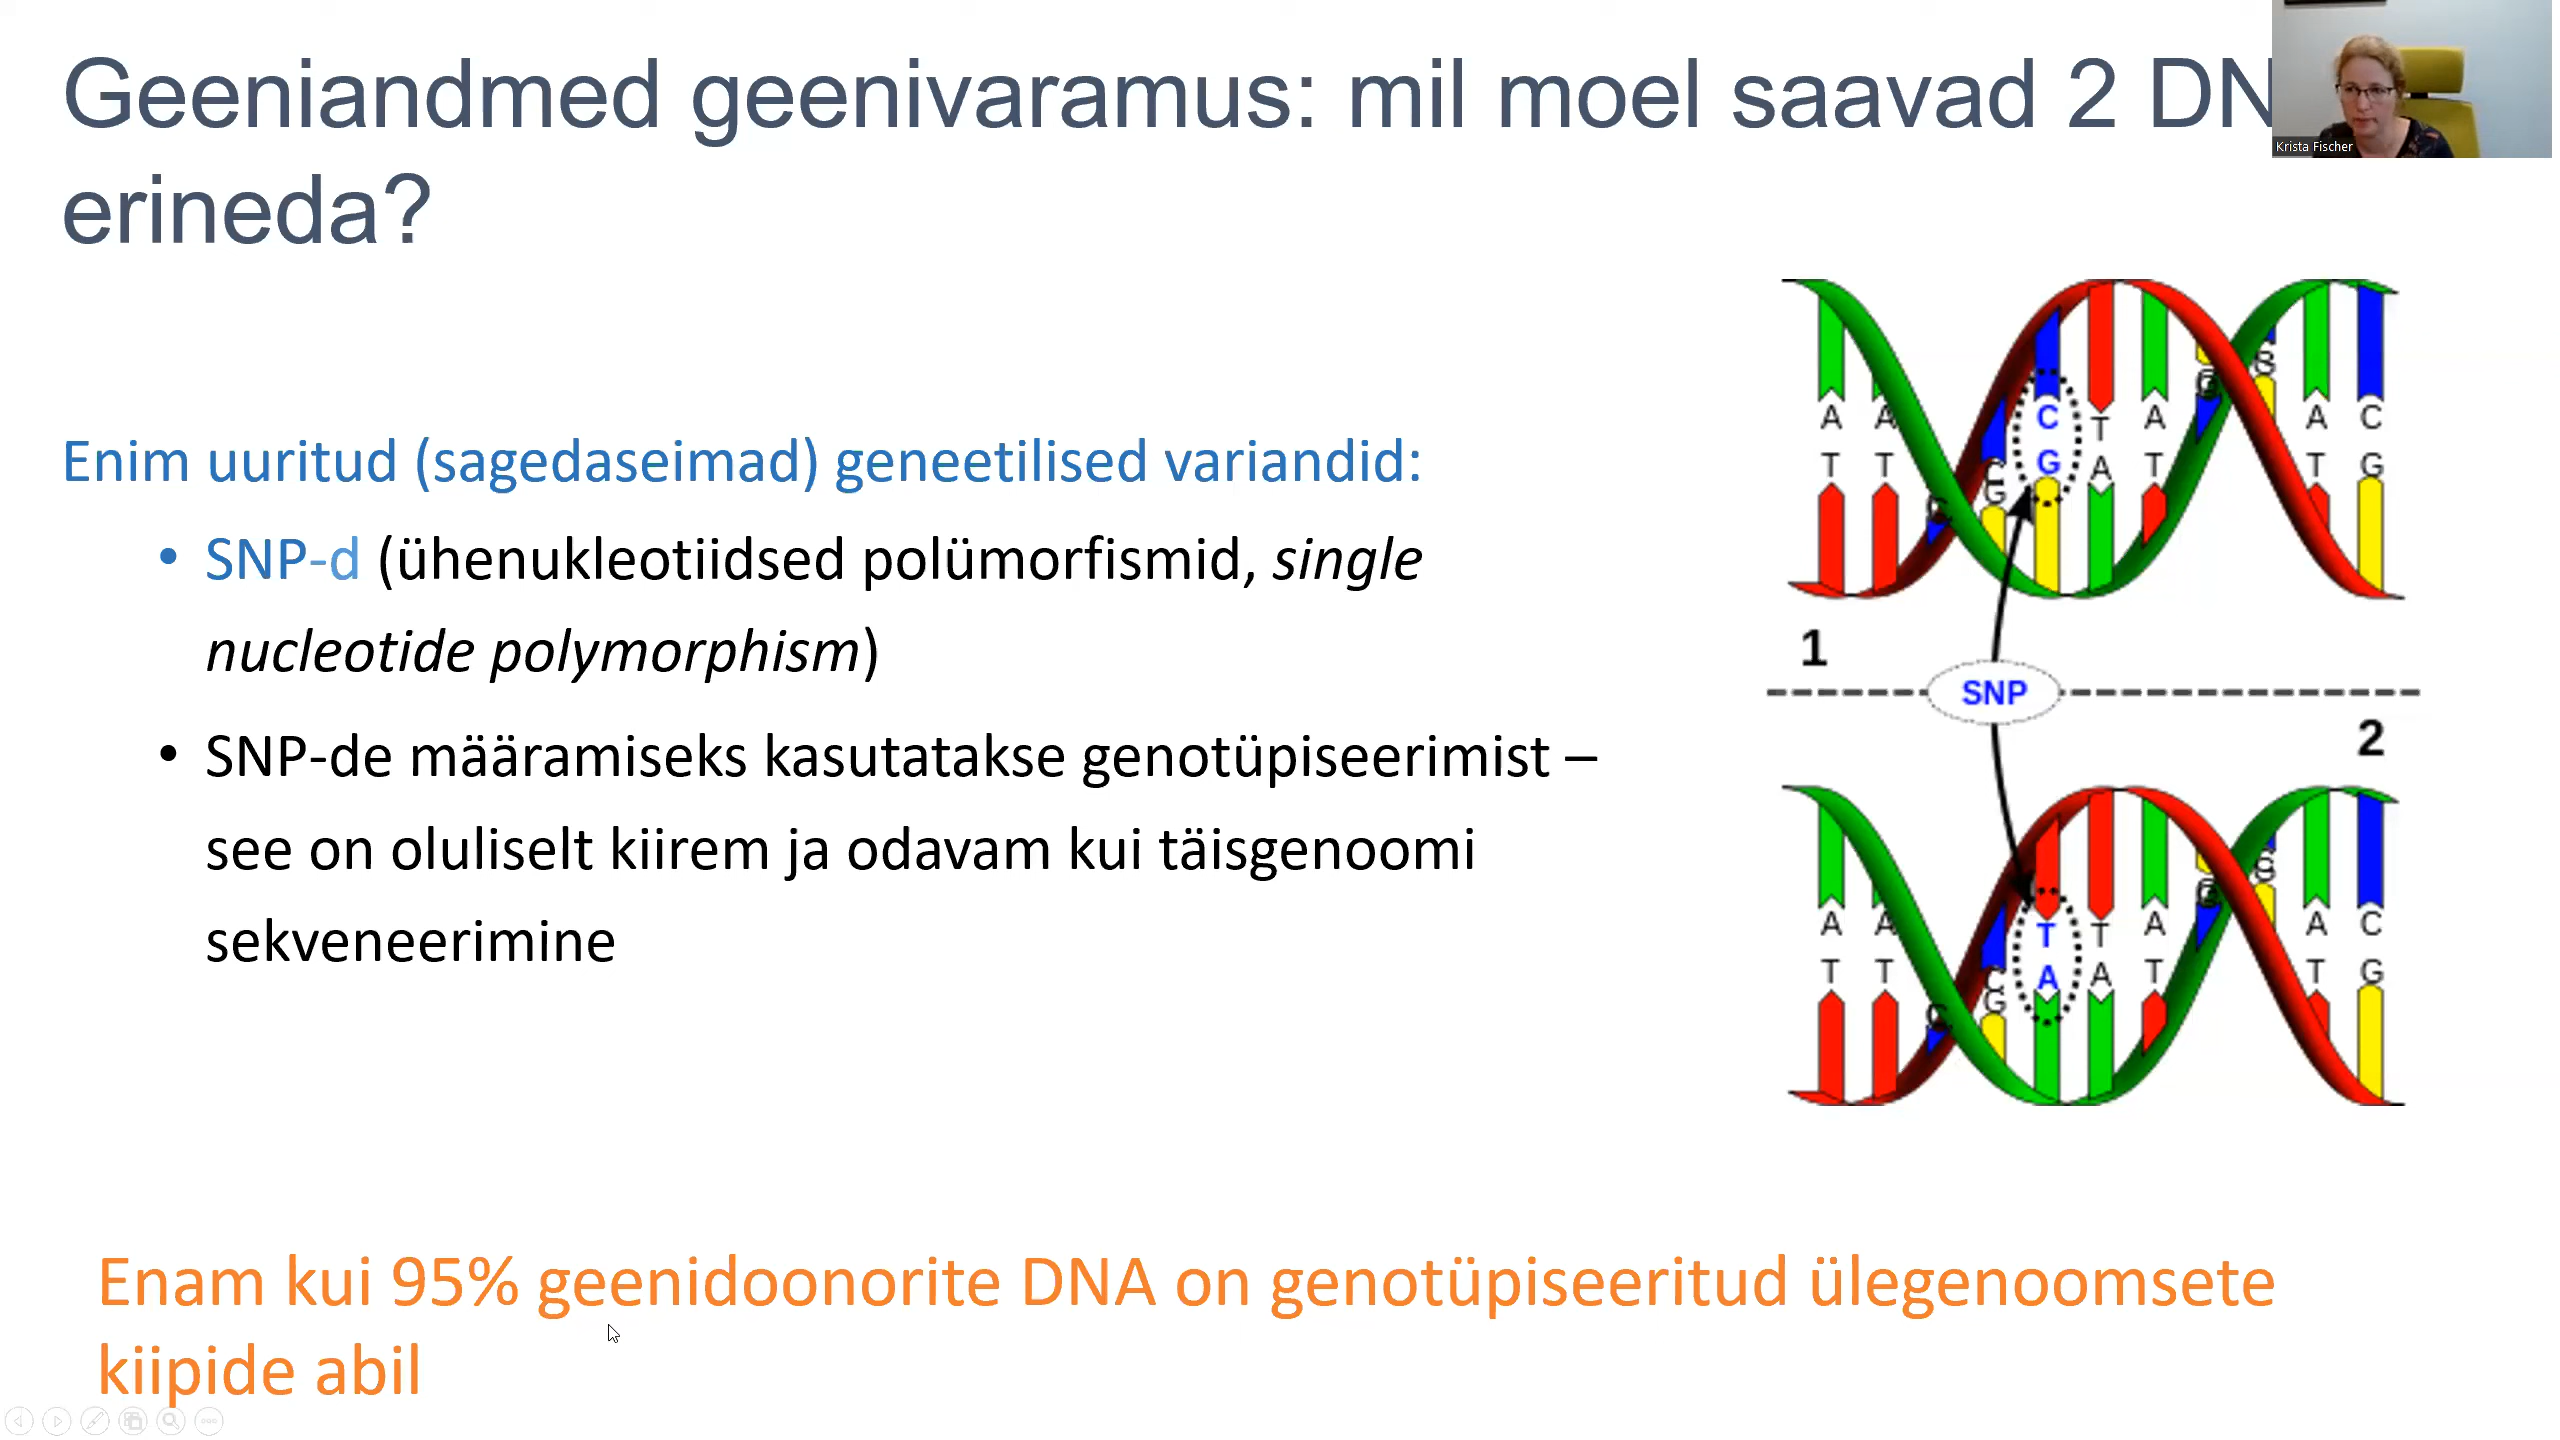 Geeniandmed geenivaramus: mil moel saavad 2 DN
erineda?
Krista Fischer
Enim uuritud (sagedaseimad) geneetilised variandid:
• SNP-d (ühenukleotiidsed polümorfismid, single
nucleotide polymorphism)
• SNP-de määramiseks kasutatakse genotüpiseerimist –
see on oluliselt kiirem ja odavam kui täisgenoomi
sekveneerimine
A A C T A G A C
T T C G G A T G T G
1
SNP
2
A A T T A G A C
T T C C G A A T G T G
Enam kui 95% geenidoonorite DNA on genotüpiseeritud ülegenoomsete
kiipide abil